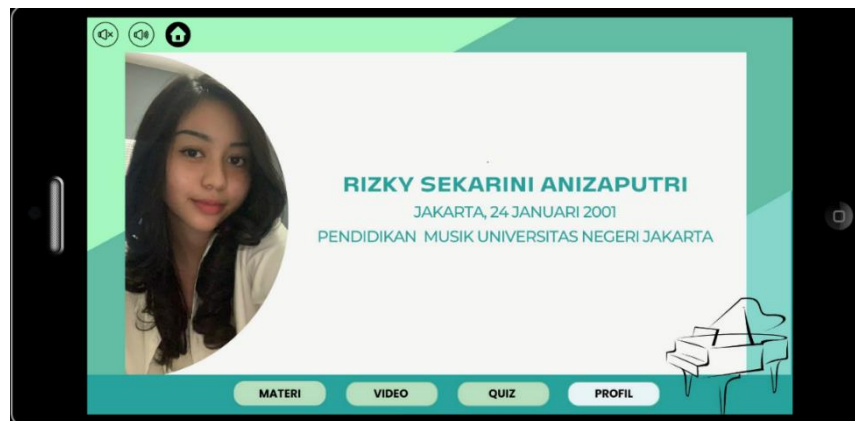 RIZKY SEKARINI ANIZAPUTRI
JAKARTA, 24 JANUARI 2001
PENDIDIKAN MUSIK UNIVERSITAS NEGERI JAKARTA
MATERI
VIDEO
QUIZ
PROFIL